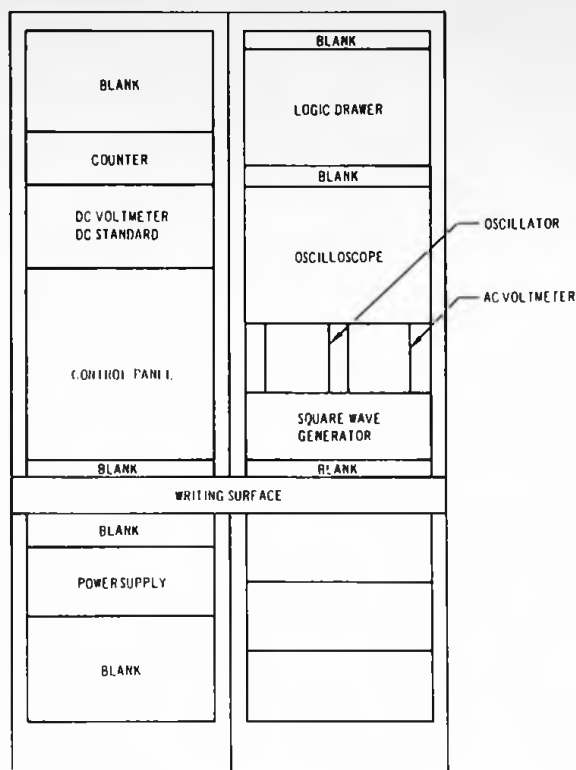 BLANK
COUNTER
DC VOLTMETER
DC STANDARD
CONTROL PANEL
BLANK
BLANK
LOGIC DRAWER
BLANK
OSCILLOSCOPE
OSCILLATOR
AC VOLTMETER
SQUARE WAVE
GENERATOR
BLANK
WRITING SURFACE
BLANK
POWER SUPPLY
BLANK